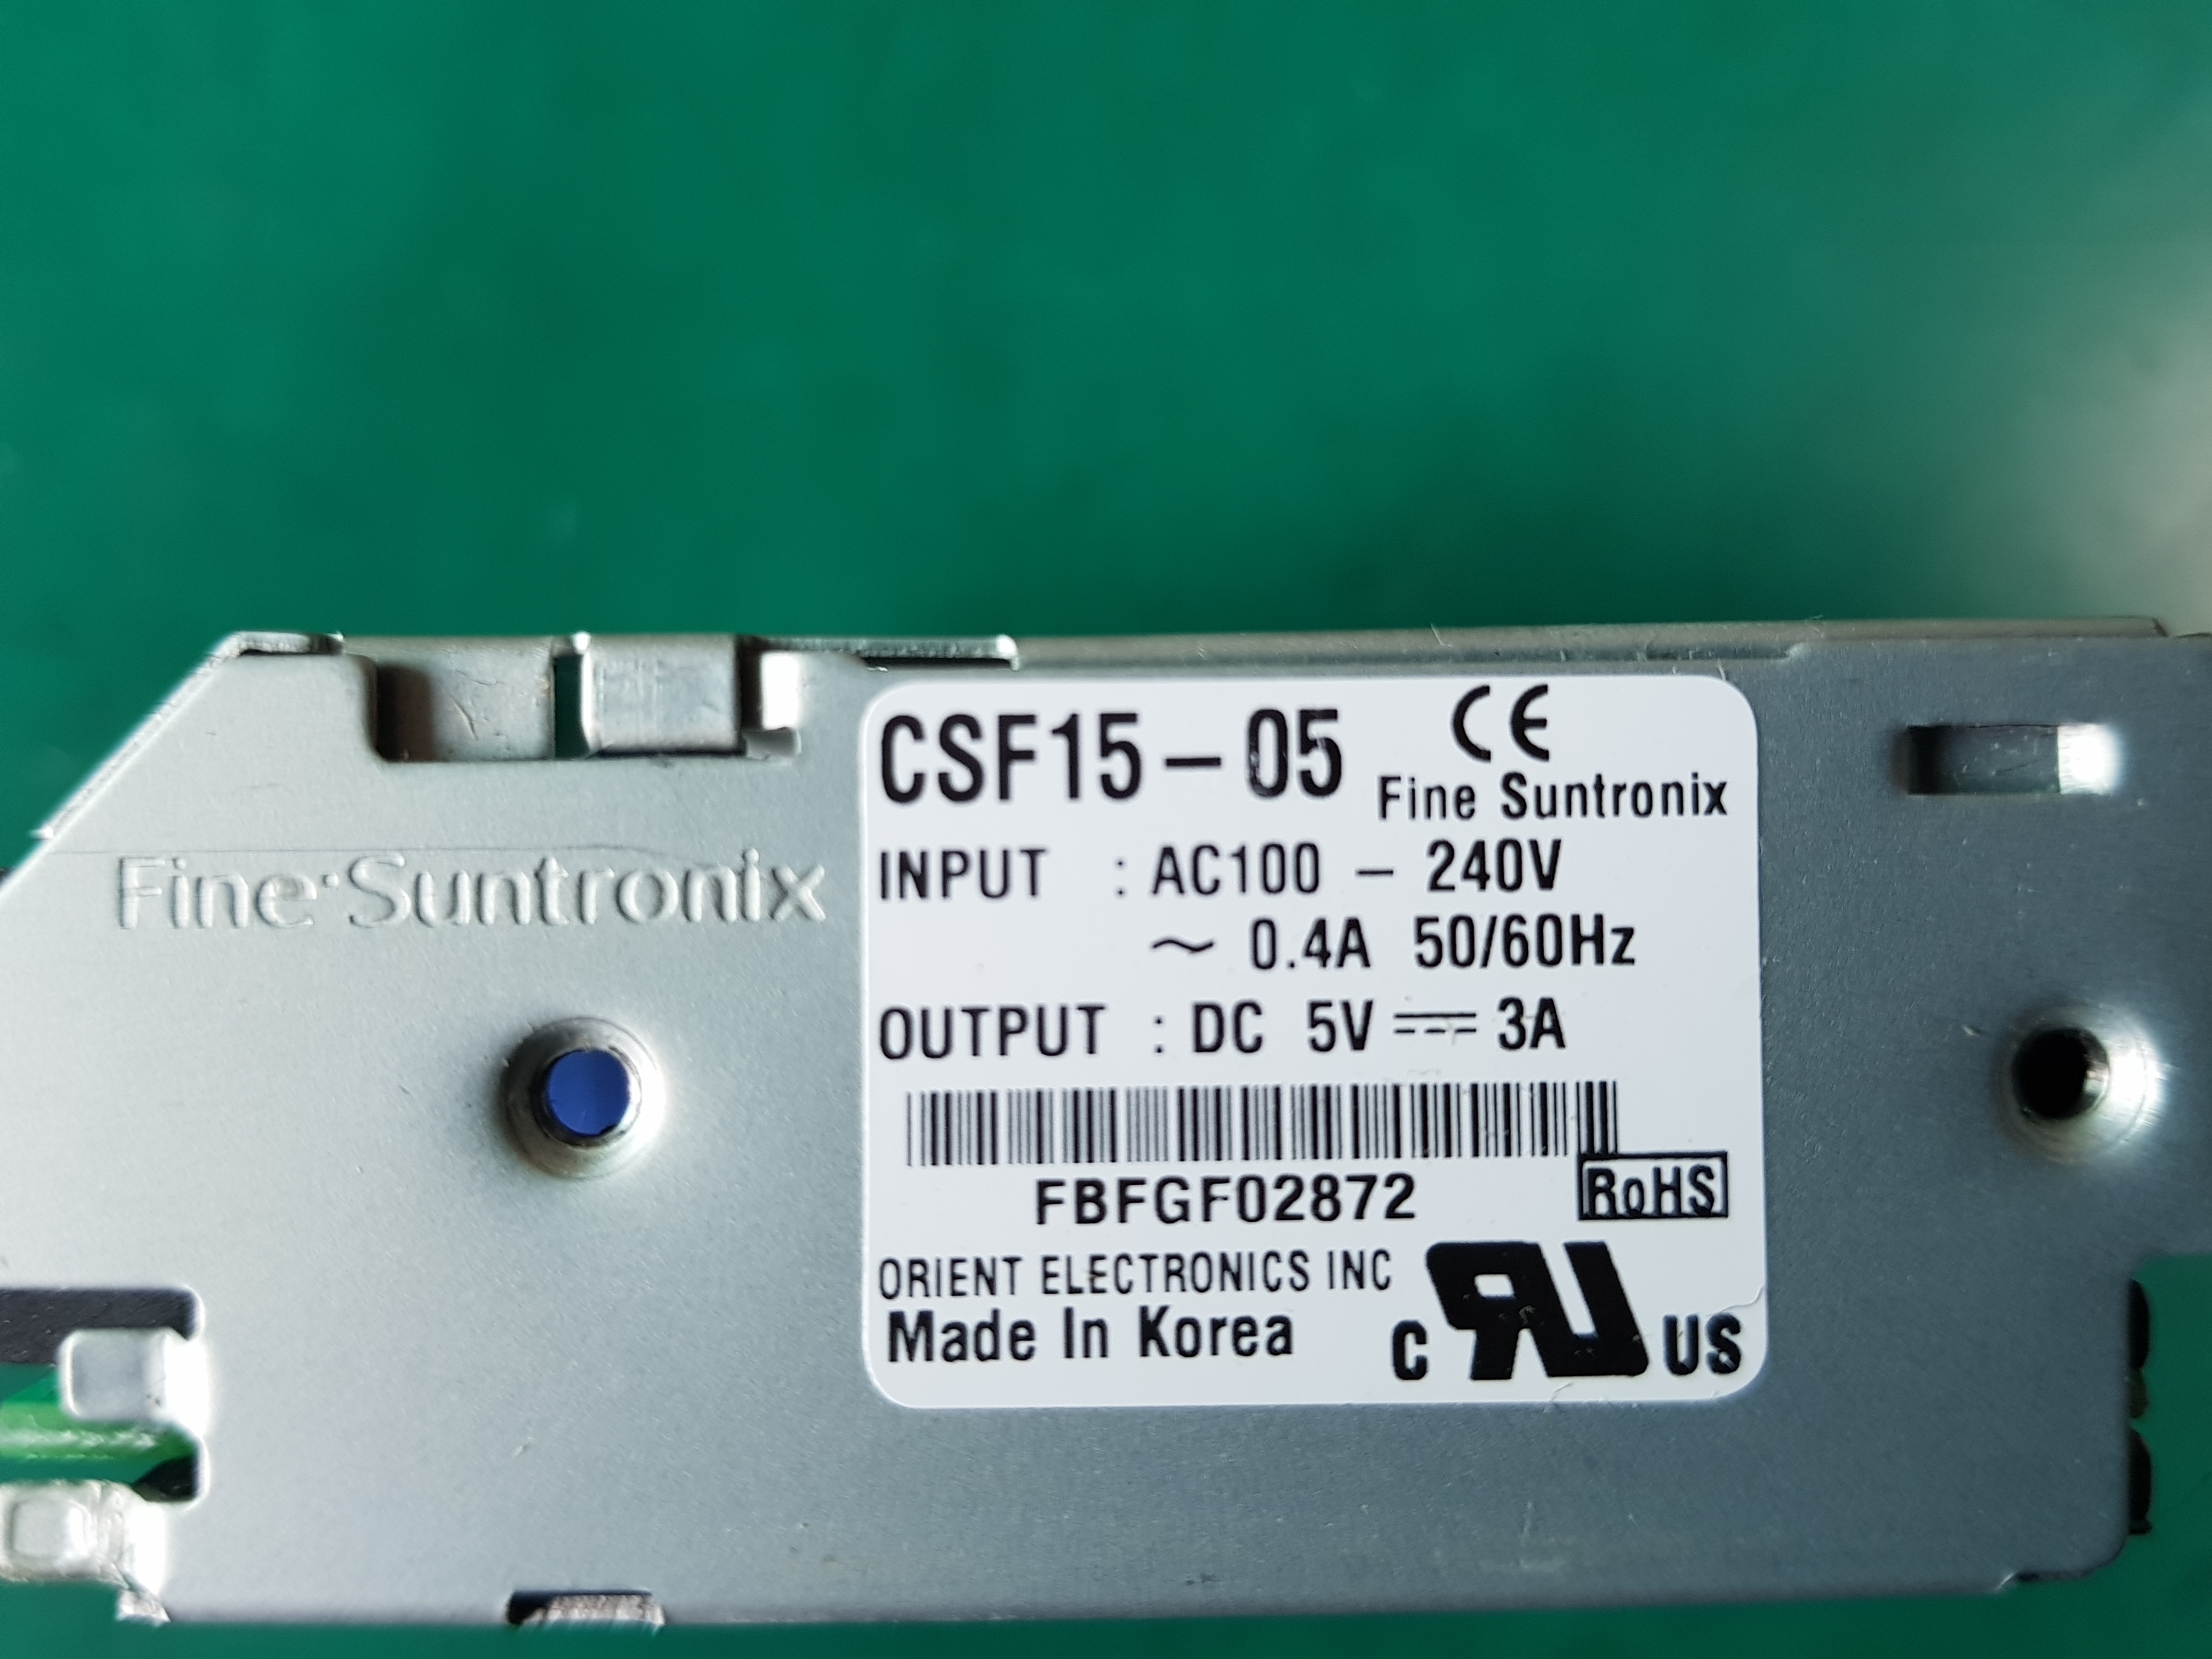 CSF15-05 CE
Fine Suntronix
INPUT : AC100 - 240V
~ 0.4A 50/60Hz
OUTPUT : DC 5V ⎓ 3A
FBFGF02872
RoHS
ORIENT ELECTRONICS INC
Made In Korea
c RU US
Fine·Suntronix